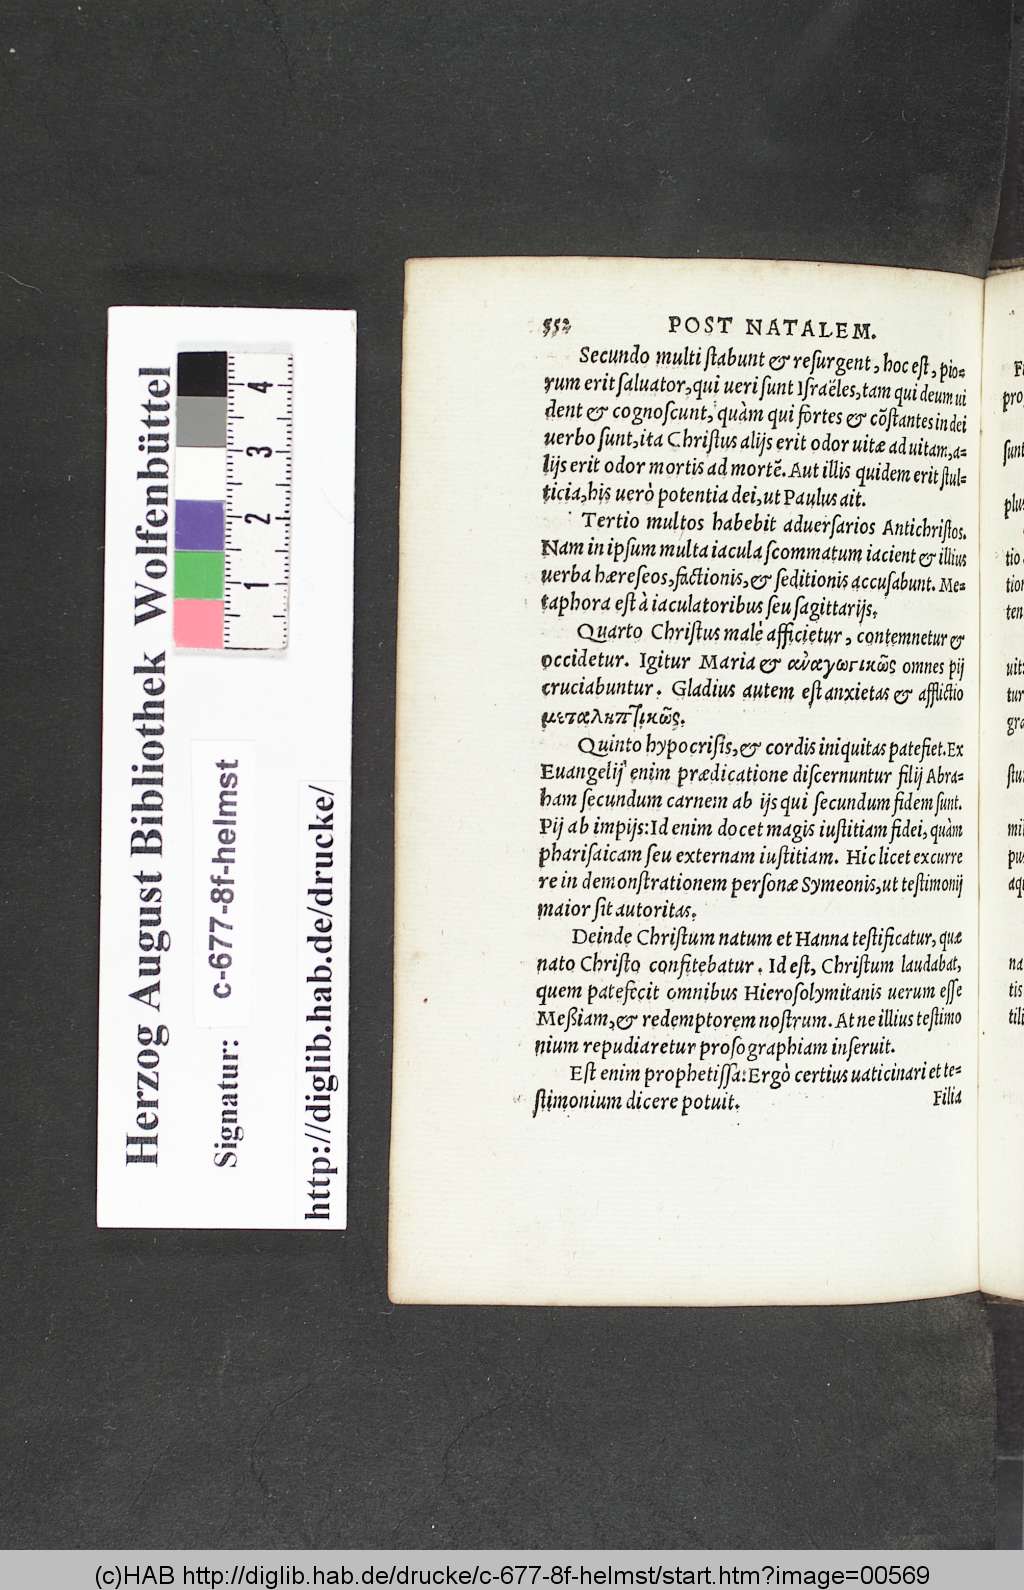 552 POST NATALEM.
Secundo multi ſtabunt & reſurgent, hoc eſt, pio=
rum erit ſaluator, qui ueri ſunt Iſraëles, tam qui deum ui
dent & cognoſcunt, quàm qui fortes & cõſtantes in dei
uerbo ſunt, ita Chriſtus alijs erit odor uitæ ad uitam, a=
lijs erit odor mortis ad mortẽ. Aut illis quidem erit ſtul=
ticia, his uerò potentia dei, ut Paulus ait.
Tertio multos habebit aduerſarios Antichriſtos.
Nam in ipſum multa iacula ſcommatum iacient & illius
uerba hæreſeos, factionis, & ſeditionis accuſabunt. Me=
taphora eſt à iaculatoribus ſeu ſagittarijs.
Quarto Chriſtus malè afficietur, contemnetur &
occidetur. Igitur Maria & ἀναγωγικῶς omnes pij
cruciabuntur. Gladius autem eſt anxietas & afflictio
μεταληπτικῶς.
Quinto hypocriſis, & cordis iniquitas patefiet. Ex
Euangelij enim prædicatione diſcernuntur filij Abra=
ham ſecundum carnem ab ijs qui ſecundum fidem ſunt.
Pij ab impijs: Id enim docet magis iuſtitiam fidei, quàm
phariſaicam ſeu externam iuſtitiam. Hic licet excurre
re in demonſtrationem perſonæ Symeonis, ut teſtimonij
maior ſit autoritas.
Deinde Chriſtum natum et Hanna teſtificatur, quæ
nato Chriſto confitebatur. Id eſt, Chriſtum laudabat,
quem patefecit omnibus Hieroſolymitanis uerum eſſe
Meßiam, & redemptorem noſtrum. At ne illius teſtimo
nium repudiaretur proſographiam inſeruit.
Eſt enim prophetiſſa: Ergò certius uaticinari et te=
ſtimonium dicere potuit.
Filia
Herzog August Bibliothek Wolfenbüttel
Signatur: c-677-8f-helmst
http://diglib.hab.de/drucke/
1 2 3 4
(c)HAB http://diglib.hab.de/drucke/c-677-8f-helmst/start.htm?image=00569